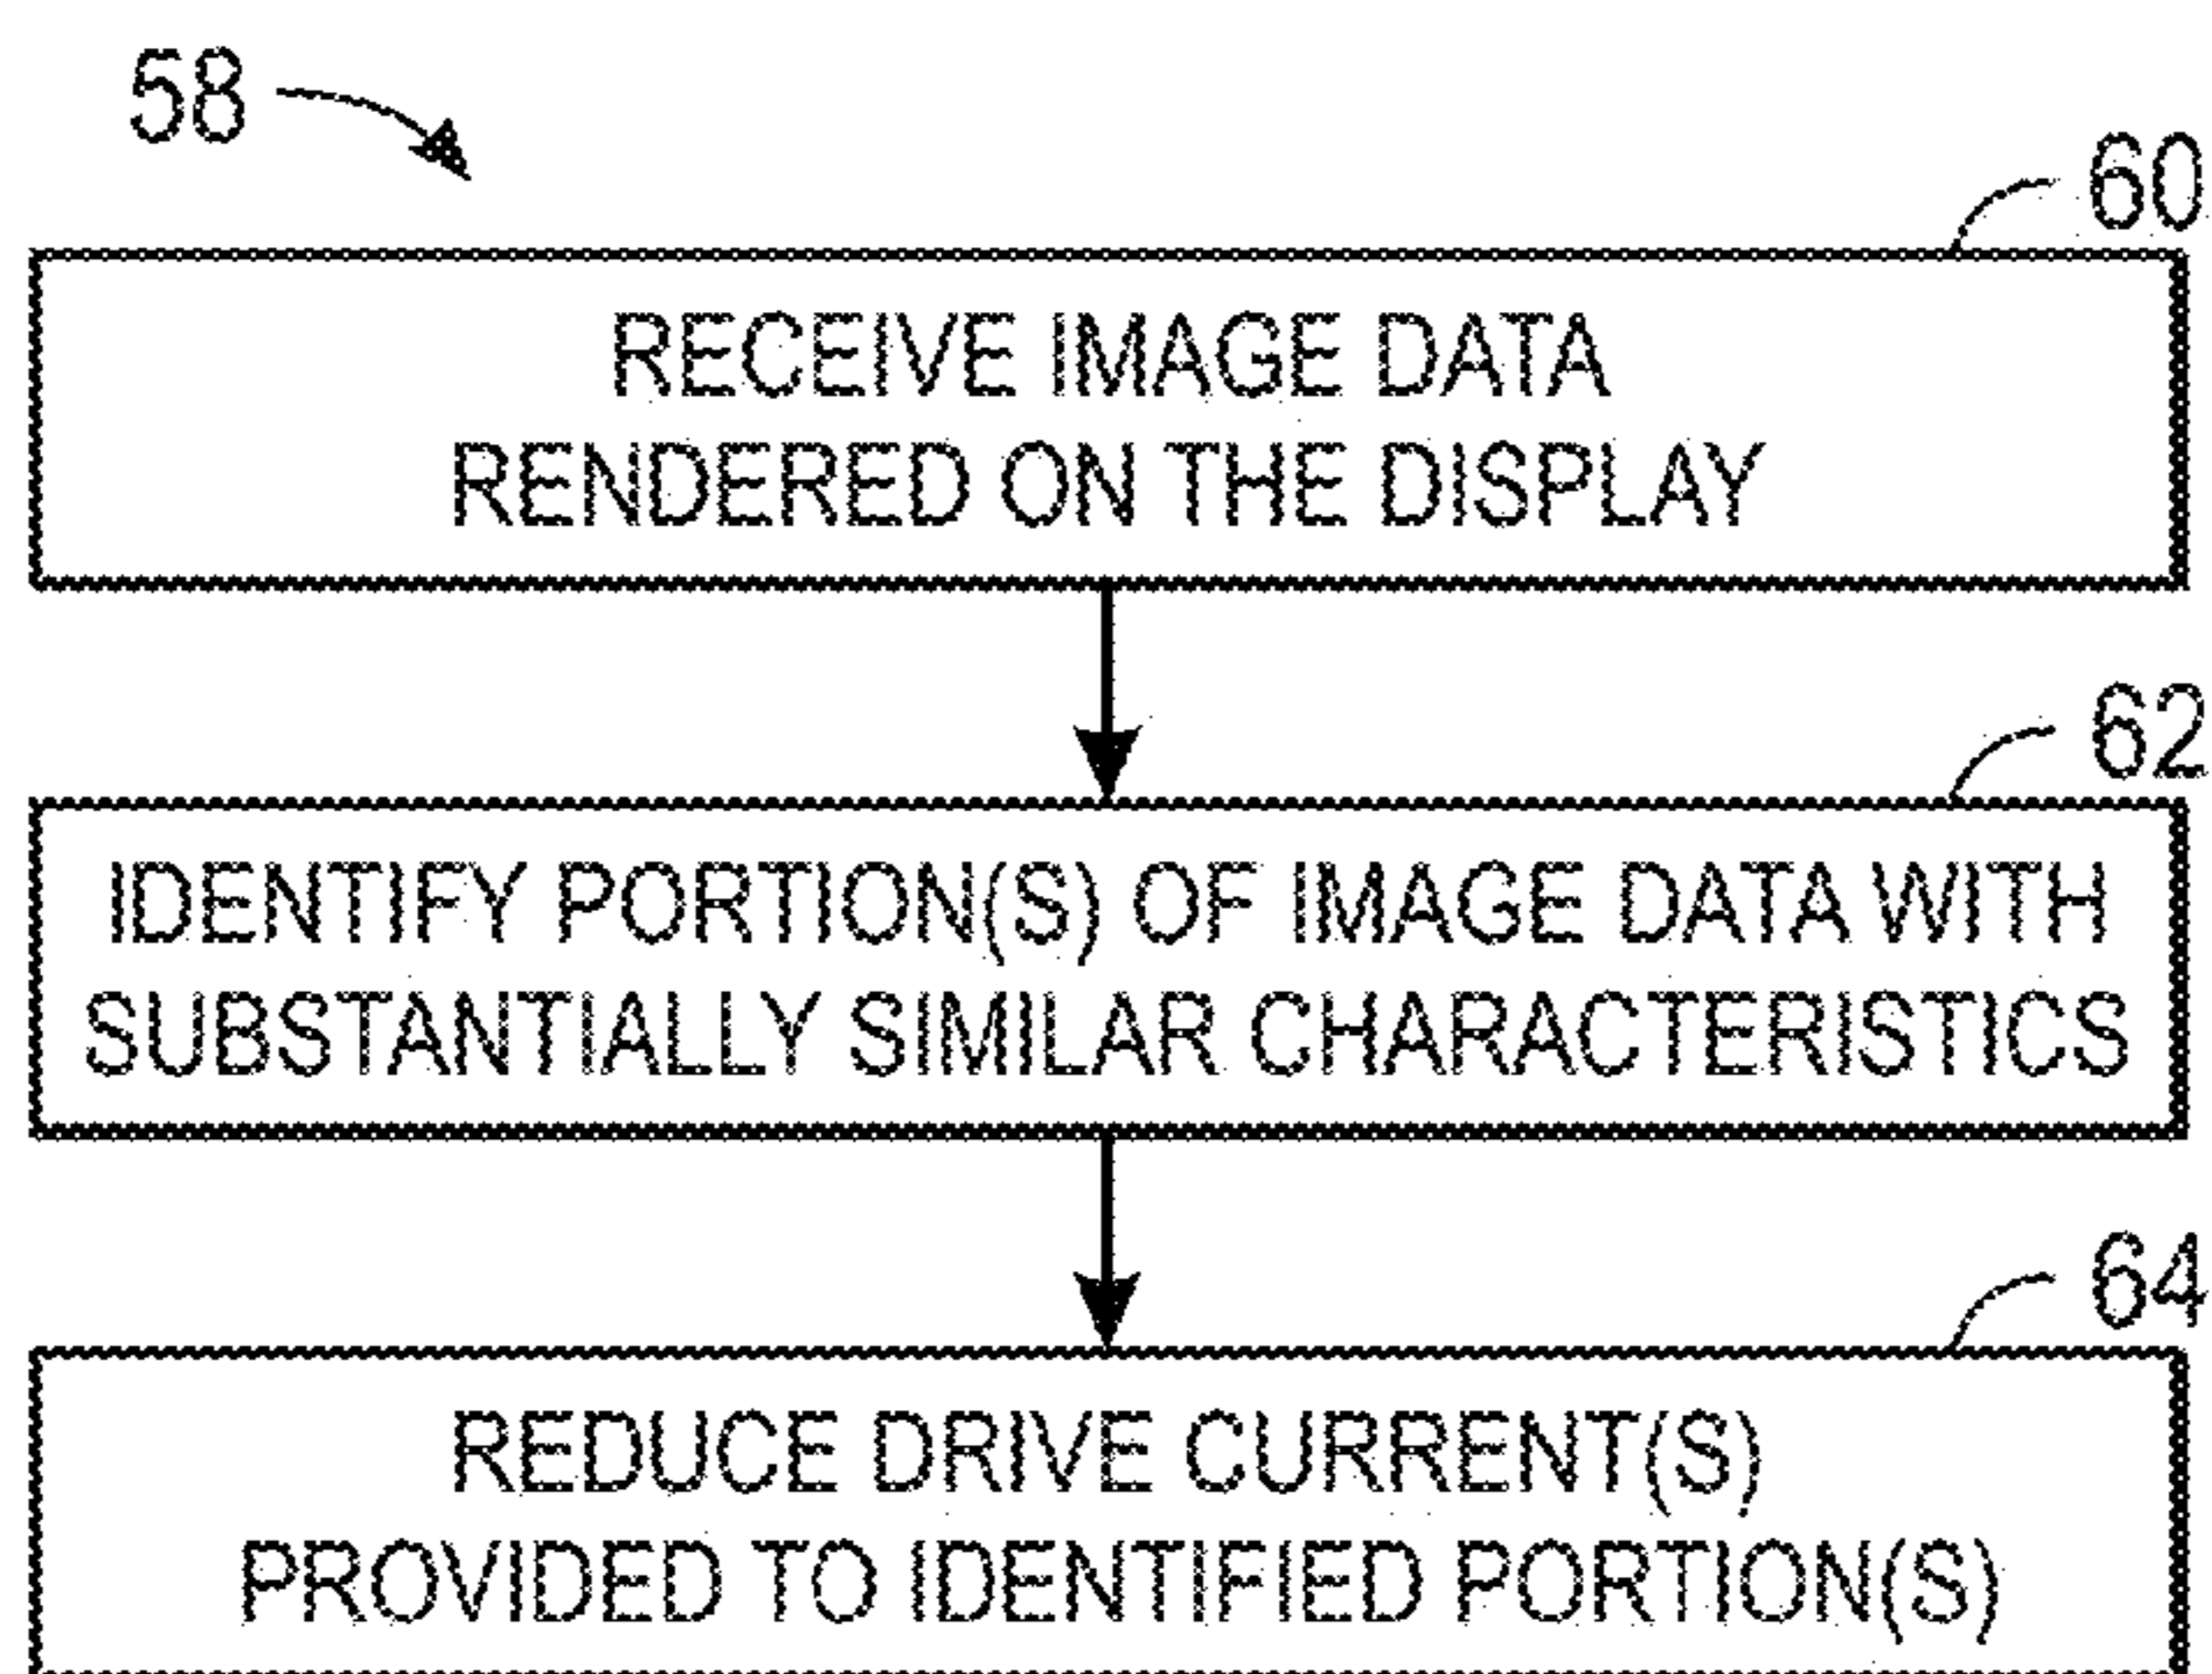 58
60
RECEIVE IMAGE DATA
RENDERED ON THE DISPLAY
62
IDENTIFY PORTION(S) OF IMAGE DATA WITH
SUBSTANTIALLY SIMILAR CHARACTERISTICS
64
REDUCE DRIVE CURRENT(S)
PROVIDED TO IDENTIFIED PORTION(S)